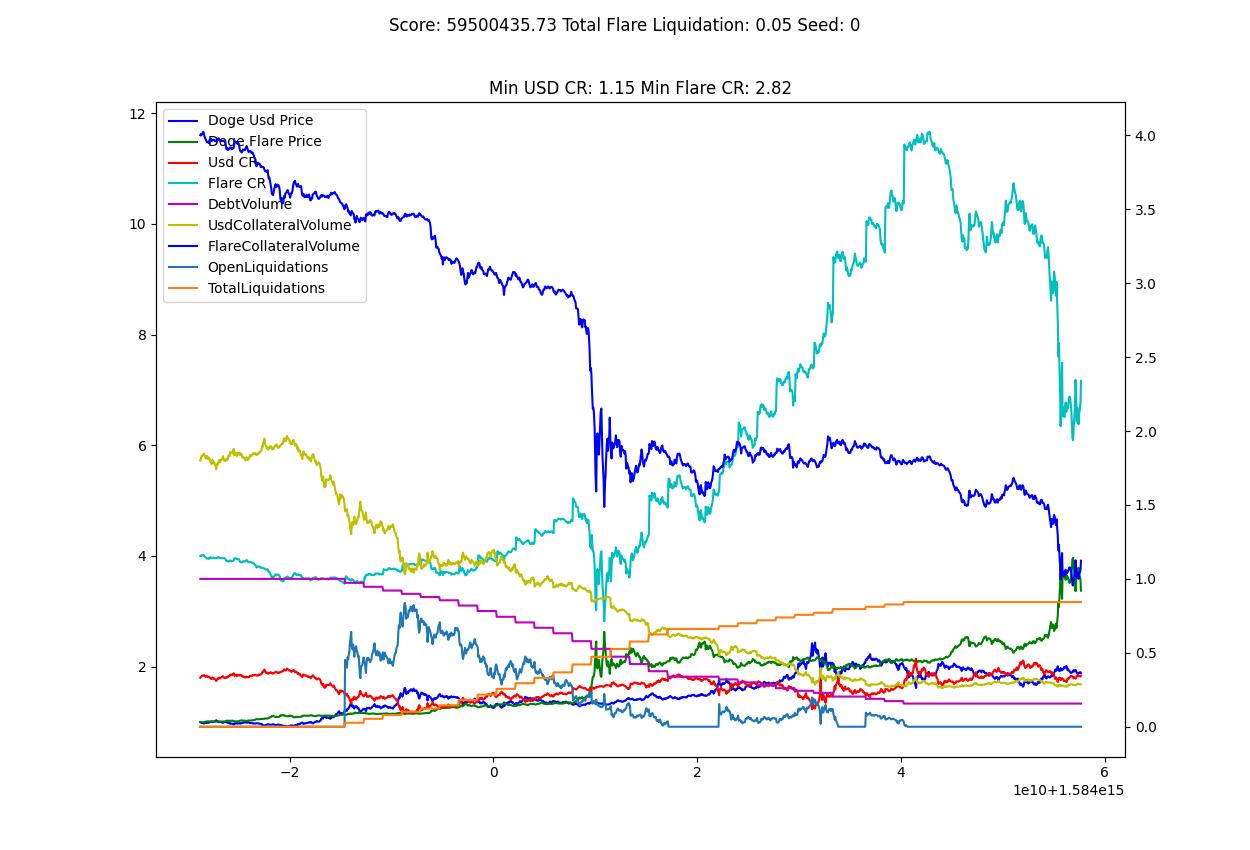 Score: 59500435.73 Total Flare Liquidation: 0.05 Seed: 0
Min USD CR: 1.15 Min Flare CR: 2.82
Doge Usd Price
Doge Flare Price
Usd CR
Flare CR
DebtVolume
UsdCollateralVolume
FlareCollateralVolume
OpenLiquidations
TotalLiquidations
12
10
8
6
4
2
4.0
3.5
3.0
2.5
2.0
1.5
1.0
0.5
0.0
−2
0
2
4
6
1e10+1.584e15